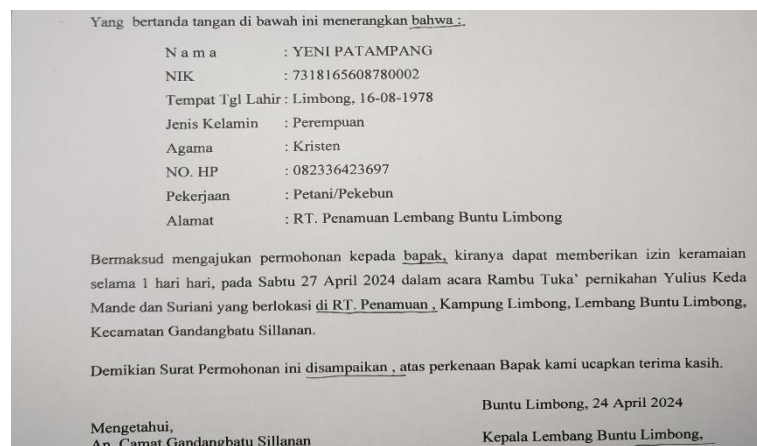 Yang bertanda tangan di bawah ini menerangkan bahwa :
N a m a : YENI PATAMPANG
NIK : 7318165608780002
Tempat Tgl Lahir : Limbong, 16-08-1978
Jenis Kelamin : Perempuan
Agama : Kristen
NO. HP : 082336423697
Pekerjaan : Petani/Pekebun
Alamat : RT. Penamuan Lembang Buntu Limbong
Bermaksud mengajukan permohonan kepada bapak, kiranya dapat memberikan izin keramaian
selama 1 hari hari, pada Sabtu 27 April 2024 dalam acara Rambu Tuka’ pernikahan Yulius Keda
Mande dan Suriani yang berlokasi di RT. Penamuan , Kampung Limbong, Lembang Buntu Limbong,
Kecamatan Gandangbatu Sillanan.
Demikian Surat Permohonan ini disampaikan , atas perkenaan Bapak kami ucapkan terima kasih.
Buntu Limbong, 24 April 2024
Mengetahui,
An. Camat Gandangbatu Sillanan
Kepala Lembang Buntu Limbong,